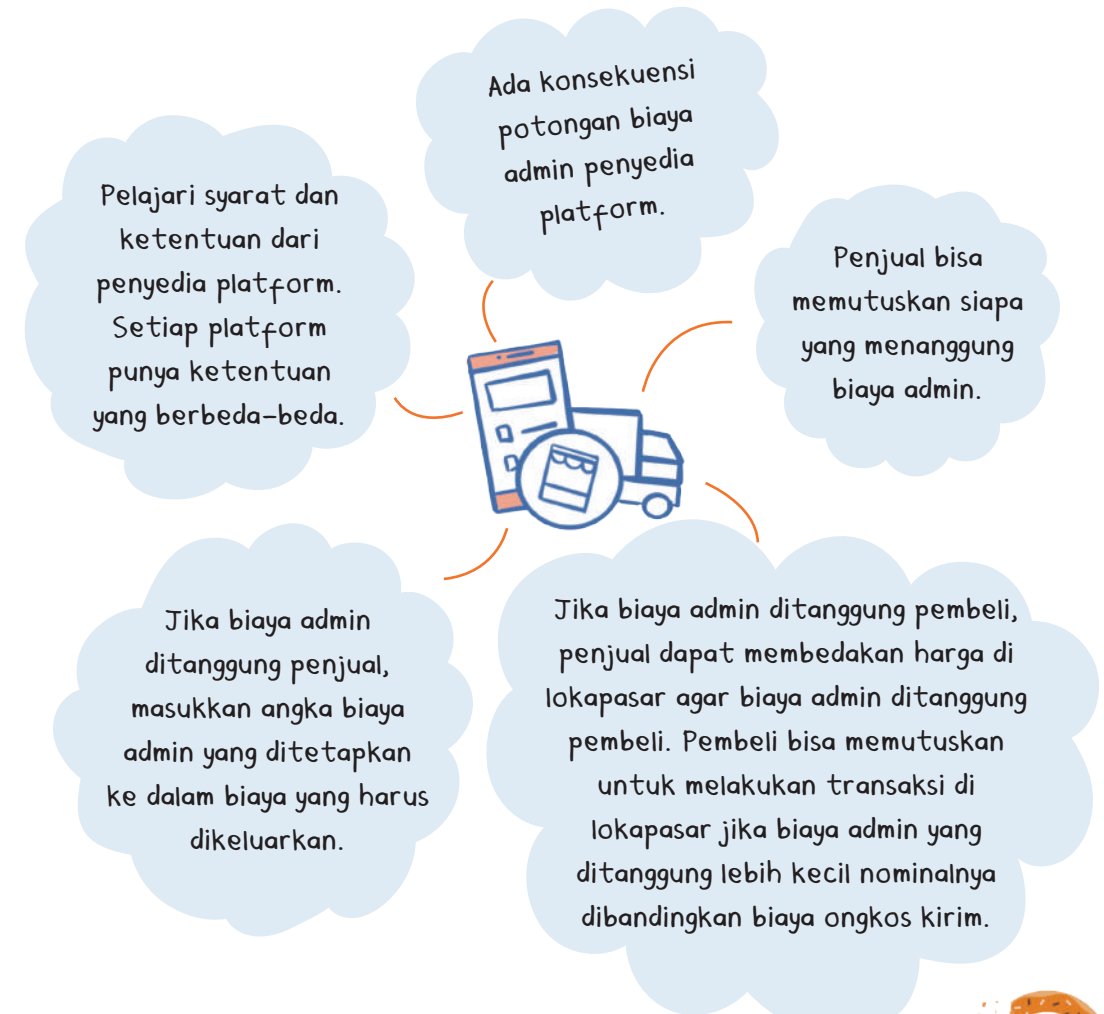 Ada konsekuensi
potongan biaya
admin penyedia
platform.
Pelajari syarat dan
ketentuan dari
penyedia platform.
Setiap platform
punya ketentuan
yang berbeda-beda.
Penjual bisa
memutuskan siapa
yang menanggung
biaya admin.
Jika biaya admin
ditanggung penjual,
masukkan angka biaya
admin yang ditetapkan
ke dalam biaya yang harus
dikeluarkan.
Jika biaya admin ditanggung pembeli,
penjual dapat membedakan harga di
lokapasar agar biaya admin ditanggung
pembeli. Pembeli bisa memutuskan
untuk melakukan transaksi di
lokapasar jika biaya admin yang
ditanggung lebih kecil nominalnya
dibandingkan biaya ongkos kirim.